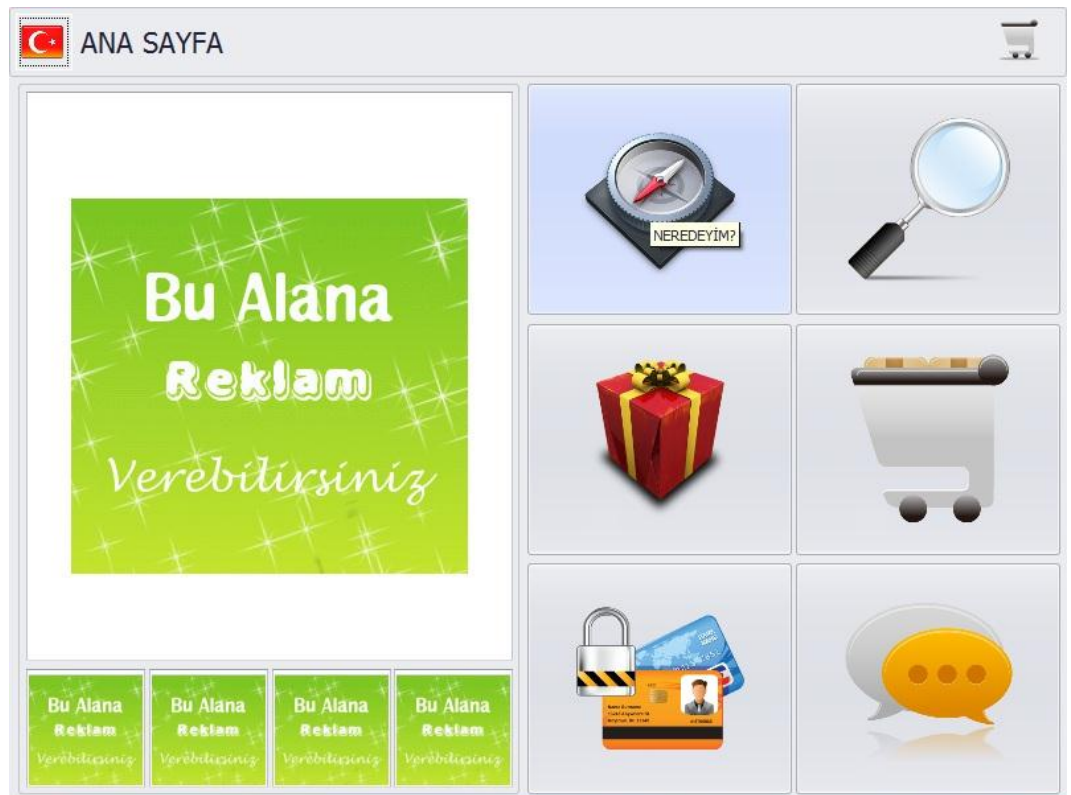 ANA SAYFA
Bu Alana
Reklam
Verebilirsiniz
NEREDEYİM?
Bu Alana
Reklam
Verebilirsiniz
Bu Alana
Reklam
Verebilirsiniz
Bu Alana
Reklam
Verebilirsiniz
Bu Alana
Reklam
Verebilirsiniz